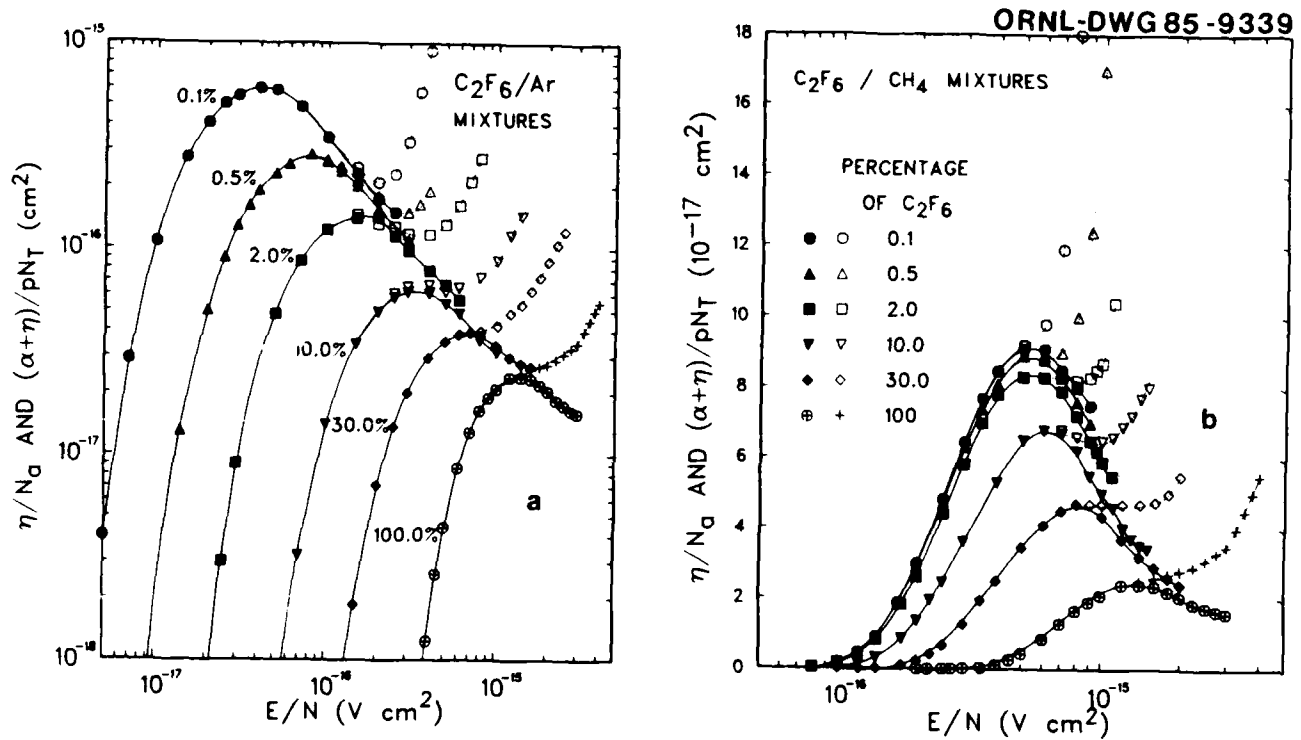 ORNL-DWG 85-9339
10⁻¹⁵
10⁻¹⁶
10⁻¹⁷
10⁻¹⁸
η/Nₐ AND (α+η)/pN_T (cm²)
C₂F₆/Ar
MIXTURES
0.1%
0.5%
2.0%
10.0%
30.0%
100.0%
a
10⁻¹⁷
10⁻¹⁶
10⁻¹⁵
E/N (V cm²)
18
16
14
12
10
8
6
4
2
0
η/Nₐ AND (α+η)/pN_T (10⁻¹⁷ cm²)
C₂F₆ / CH₄ MIXTURES
PERCENTAGE
OF C₂F₆
0.1
0.5
2.0
10.0
30.0
100
b
10⁻¹⁶
10⁻¹⁵
E/N (V cm²)